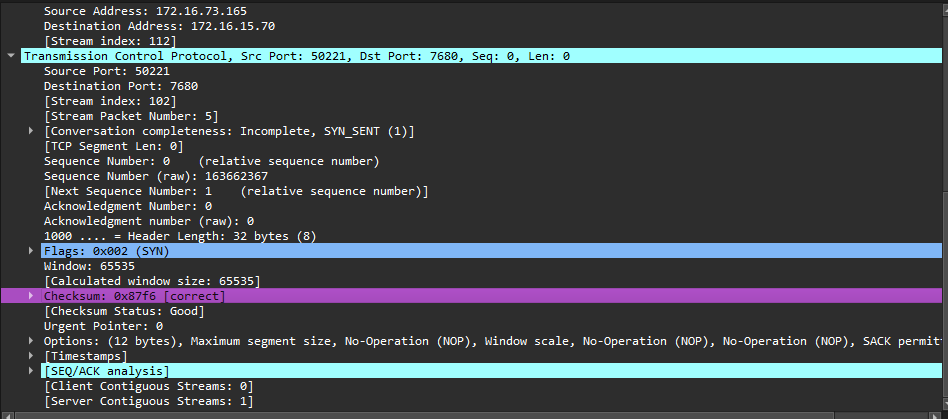 Source Address: 172.16.73.165
Destination Address: 172.16.15.70
[Stream index: 112]
Transmission Control Protocol, Src Port: 50221, Dst Port: 7680, Seq: 0, Len: 0
Source Port: 50221
Destination Port: 7680
[Stream index: 102]
[Stream Packet Number: 5]
[Conversation completeness: Incomplete, SYN_SENT (1)]
[TCP Segment Len: 0]
Sequence Number: 0    (relative sequence number)
Sequence Number (raw): 163662367
[Next Sequence Number: 1    (relative sequence number)]
Acknowledgment Number: 0
Acknowledgment number (raw): 0
1000 .... = Header Length: 32 bytes (8)
Flags: 0x002 (SYN)
Window: 65535
[Calculated window size: 65535]
Checksum: 0x87f6 [correct]
[Checksum Status: Good]
Urgent Pointer: 0
Options: (12 bytes), Maximum segment size, No-Operation (NOP), Window scale, No-Operation (NOP), No-Operation (NOP), SACK permitt
[Timestamps]
[SEQ/ACK analysis]
[Client Contiguous Streams: 0]
[Server Contiguous Streams: 1]